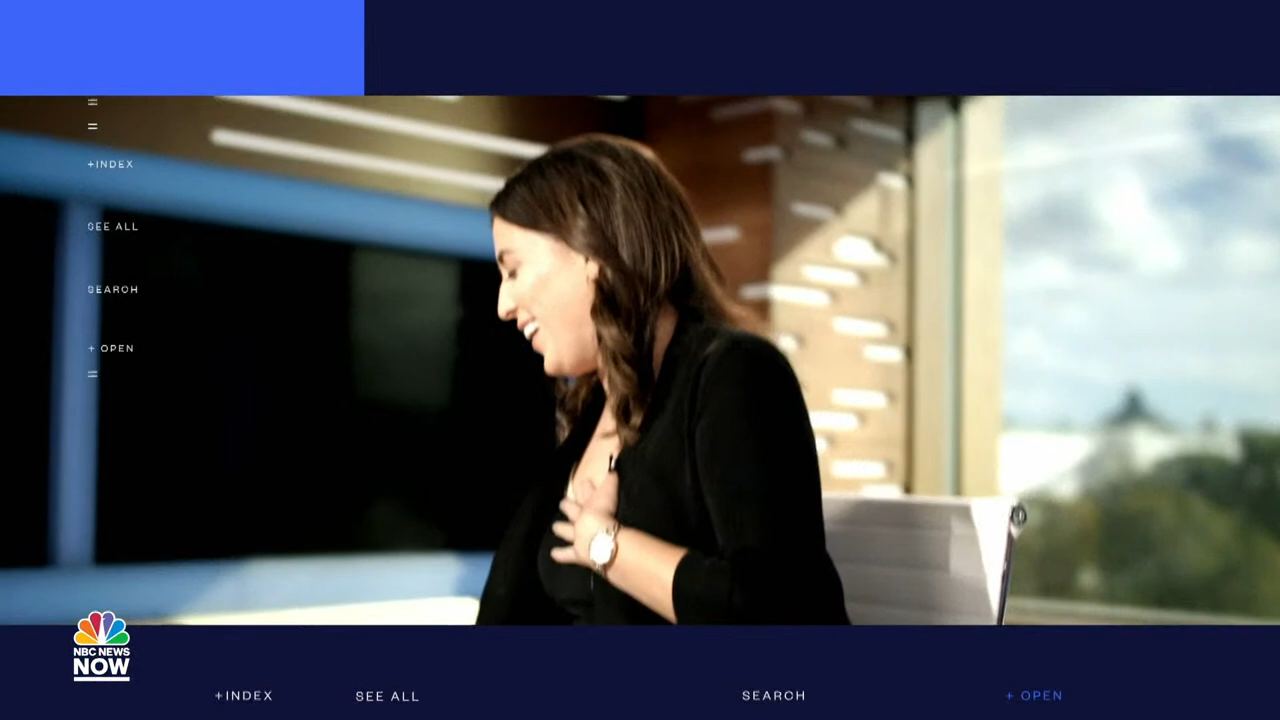 =
=
+INDEX
SEE ALL
SEARCH
+ OPEN
=
NBC NEWS
NOW
+INDEX SEE ALL SEARCH + OPEN